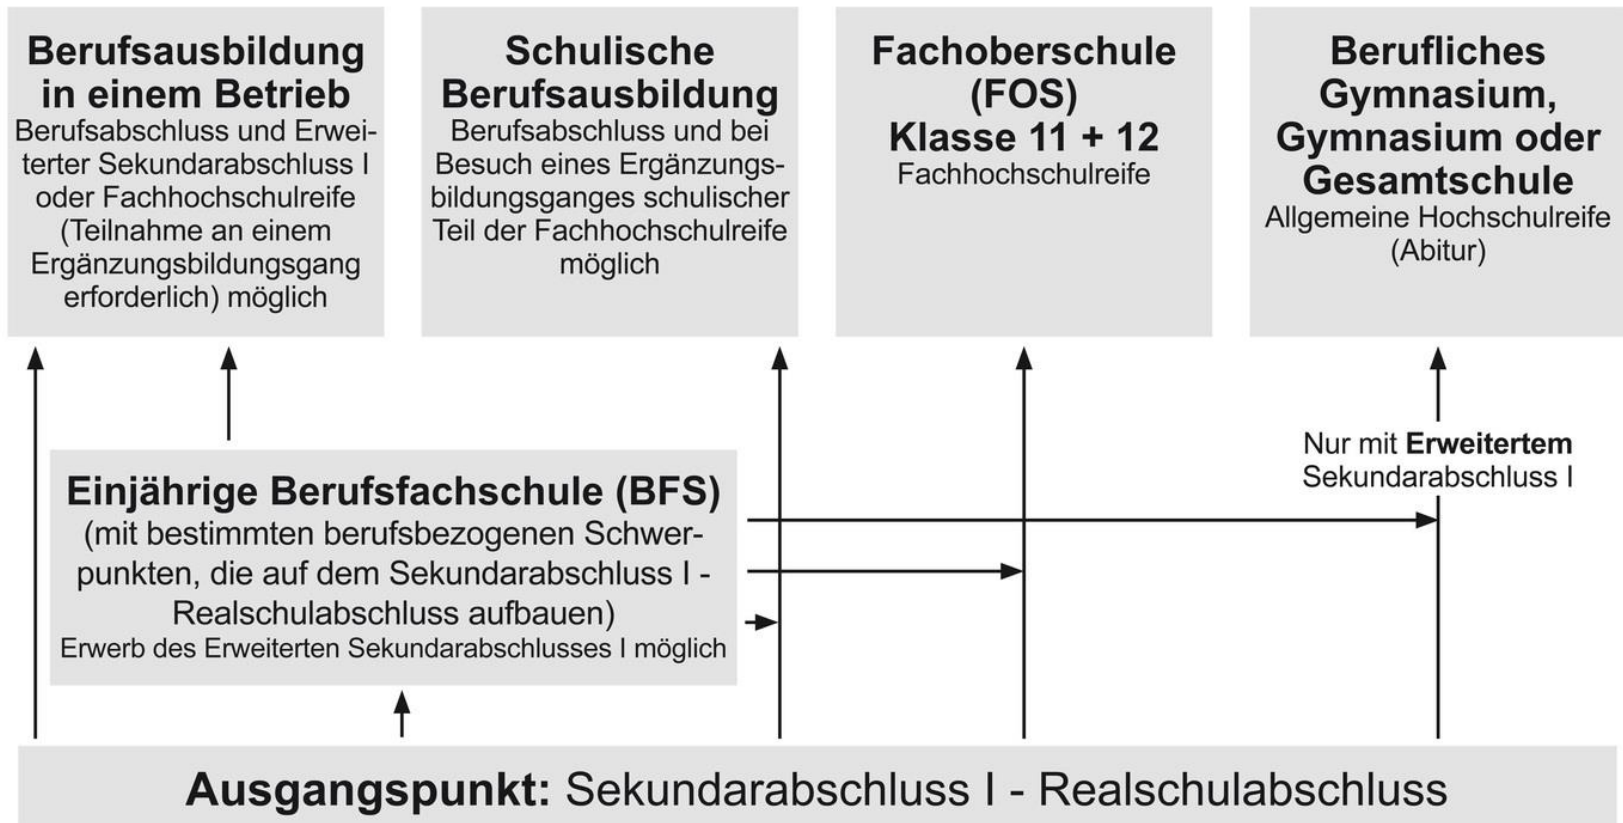 Berufsausbildung
in einem Betrieb
Berufsabschluss und Erwei-
terter Sekundarabschluss I
oder Fachhochschulreife
(Teilnahme an einem
Ergänzungsbildungsgang
erforderlich) möglich
Schulische
Berufsausbildung
Berufsabschluss und bei
Besuch eines Ergänzungs-
bildungsganges schulischer
Teil der Fachhochschulreife
möglich
Fachoberschule
(FOS)
Klasse 11 + 12
Fachhochschulreife
Berufliches
Gymnasium,
Gymnasium oder
Gesamtschule
Allgemeine Hochschulreife
(Abitur)
Nur mit Erweitertem
Sekundarabschluss I
Einjährige Berufsfachschule (BFS)
(mit bestimmten berufsbezogenen Schwer-
punkten, die auf dem Sekundarabschluss I -
Realschulabschluss aufbauen)
Erwerb des Erweiterten Sekundarabschlusses I möglich
Ausgangspunkt: Sekundarabschluss I - Realschulabschluss